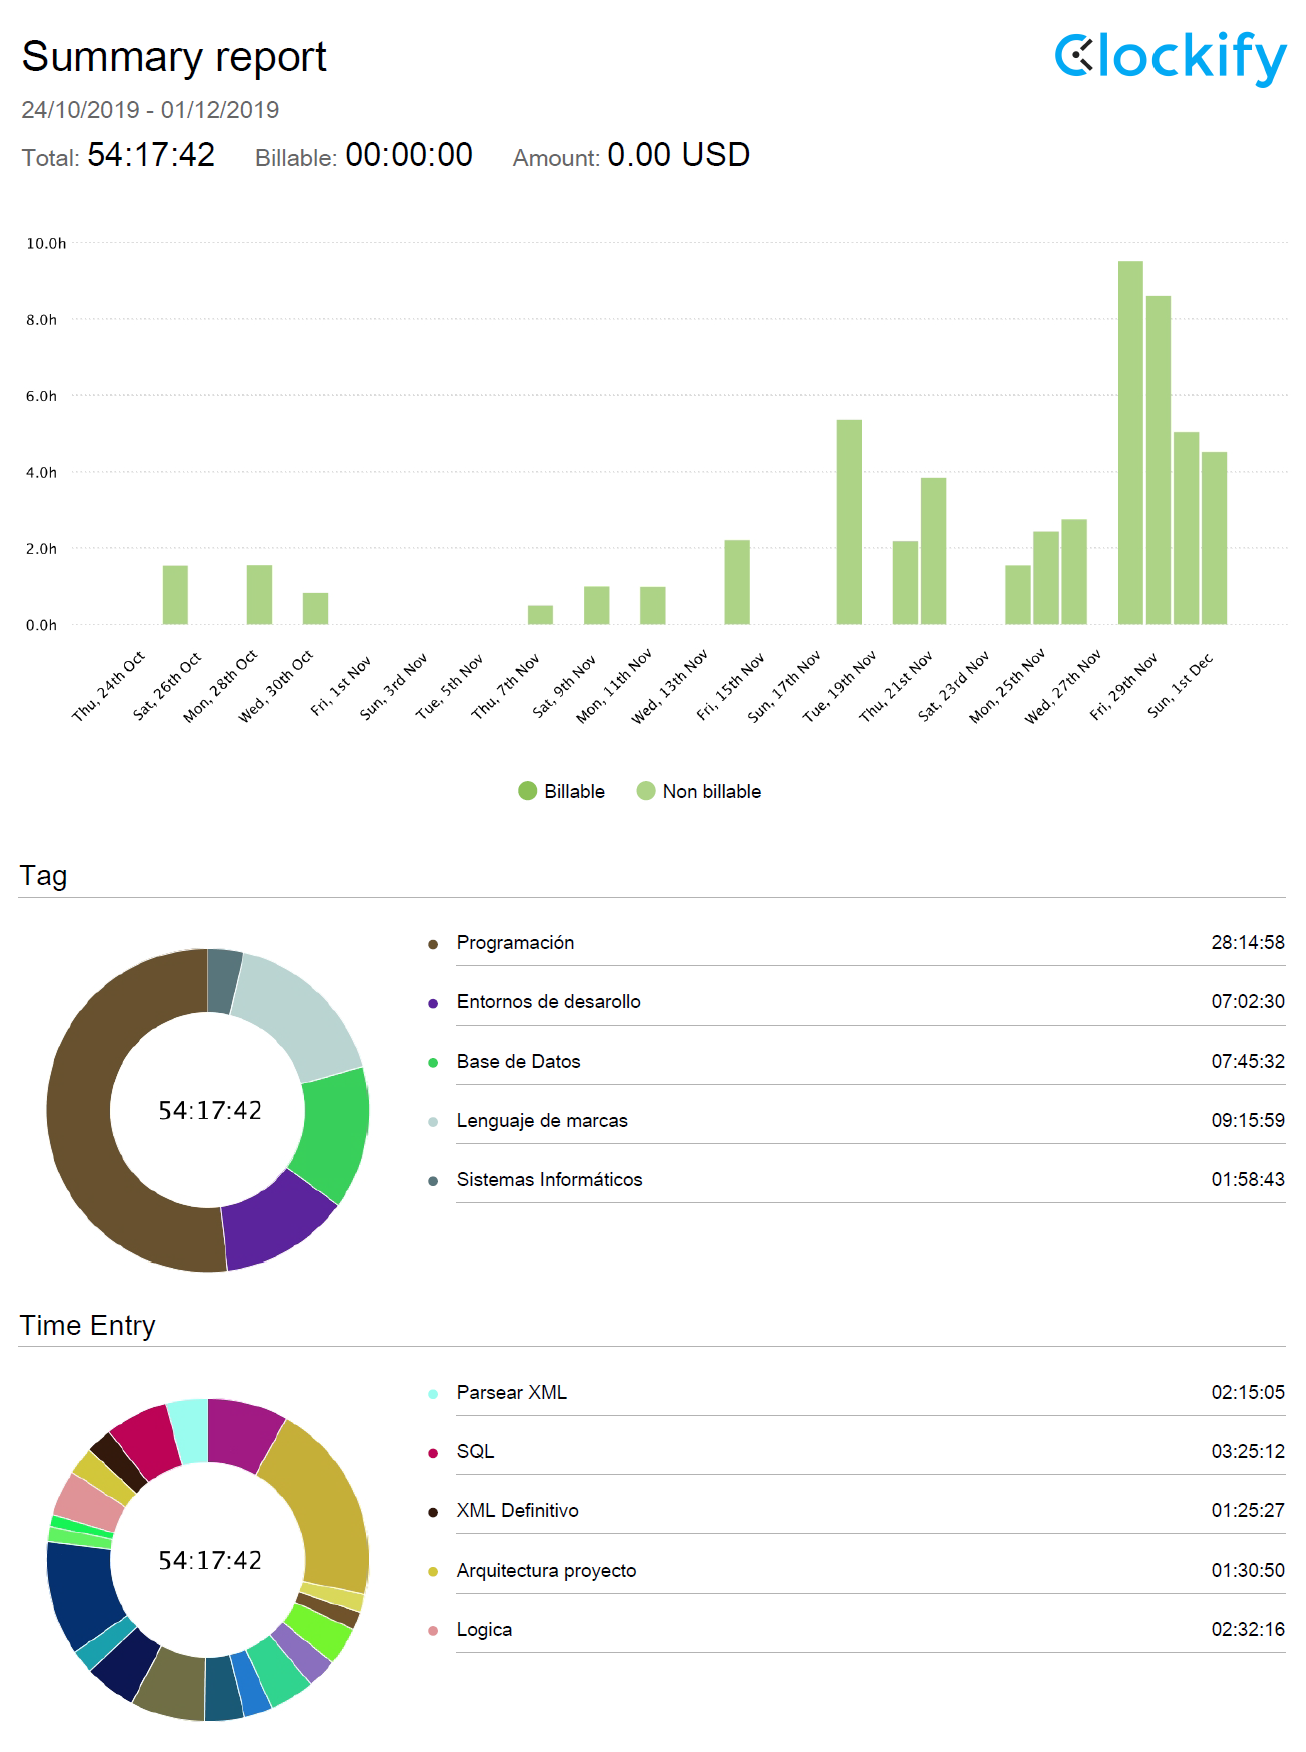 Summary report
Clockify
24/10/2019 - 01/12/2019
Total: 54:17:42 Billable: 00:00:00 Amount: 0.00 USD
10.0h
8.0h
6.0h
4.0h
2.0h
0.0h
Thu, 24th Oct
Sat, 26th Oct
Mon, 28th Oct
Wed, 30th Oct
Fri, 1st Nov
Sun, 3rd Nov
Tue, 5th Nov
Thu, 7th Nov
Sat, 9th Nov
Mon, 11th Nov
Wed, 13th Nov
Fri, 15th Nov
Sun, 17th Nov
Tue, 19th Nov
Thu, 21st Nov
Sat, 23rd Nov
Mon, 25th Nov
Wed, 27th Nov
Fri, 29th Nov
Sun, 1st Dec
Billable Non billable
Tag
54:17:42
Programación 28:14:58
Entornos de desarollo 07:02:30
Base de Datos 07:45:32
Lenguaje de marcas 09:15:59
Sistemas Informáticos 01:58:43
Time Entry
54:17:42
Parsear XML 02:15:05
SQL 03:25:12
XML Definitivo 01:25:27
Arquitectura proyecto 01:30:50
Logica 02:32:16